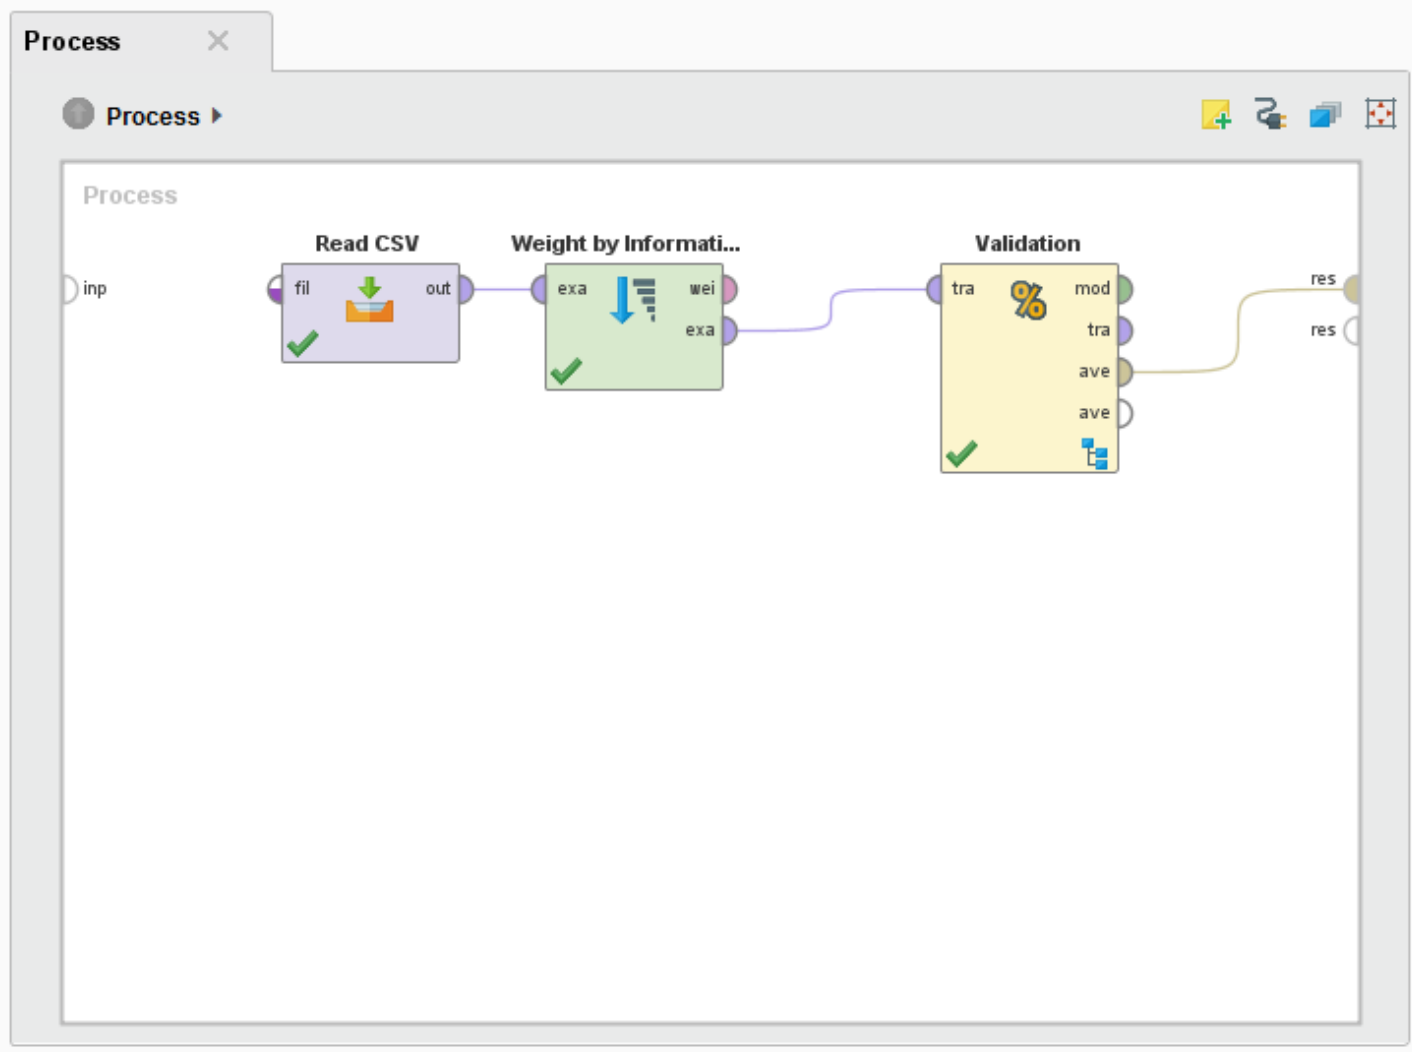 Process
Process
Process
Read CSV
Weight by Informati...
Validation
inp
fil
out
exa
wei
exa
tra
mod
tra
ave
ave
res
res